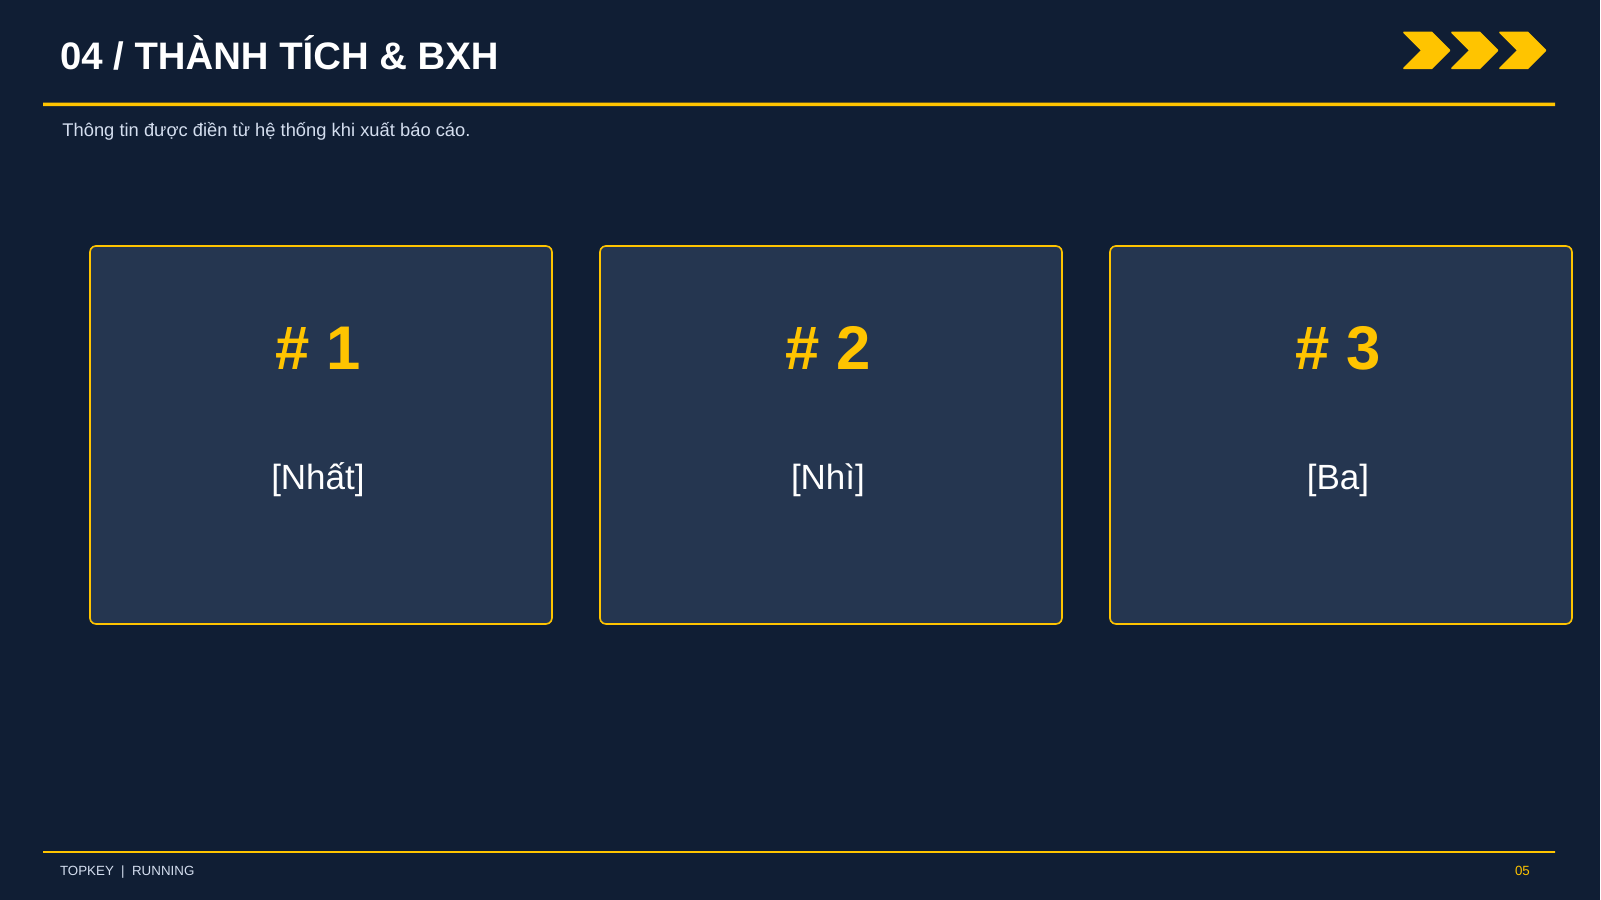 04 / THÀNH TÍCH & BXH
Thông tin được điền từ hệ thống khi xuất báo cáo.
# 1
[Nhất]
# 2
[Nhì]
# 3
[Ba]
TOPKEY | RUNNING
05